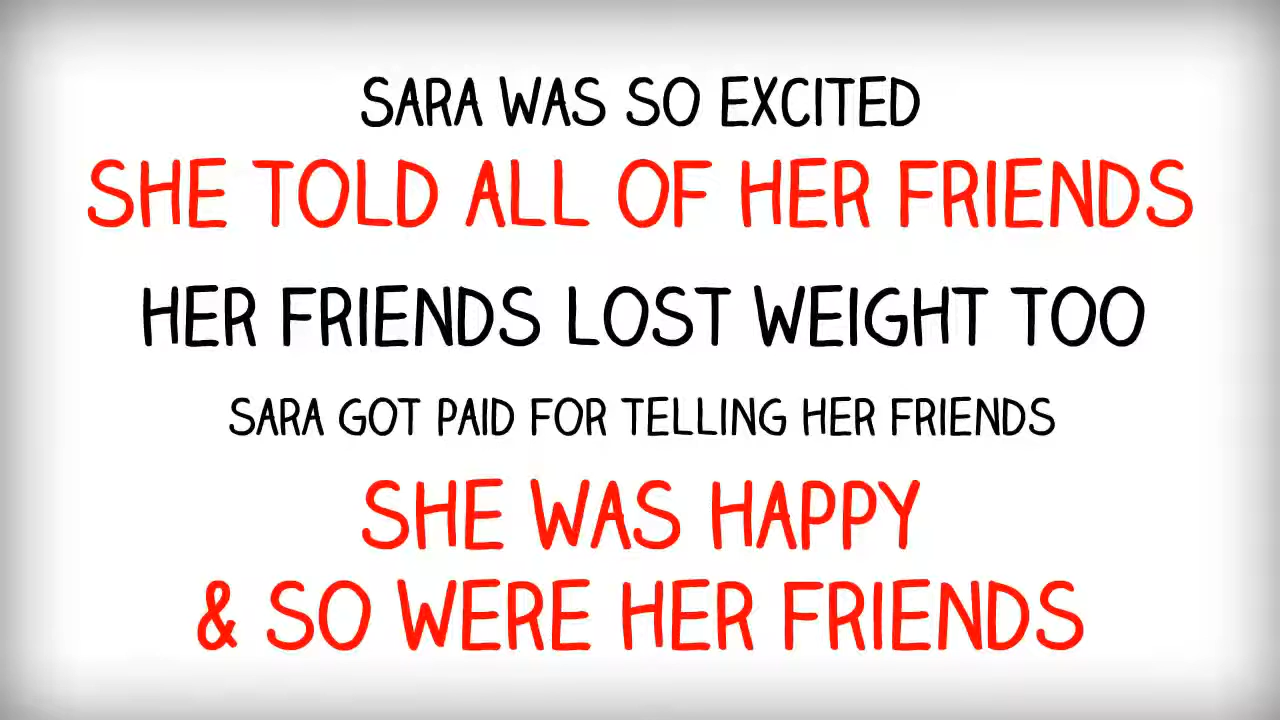 SARA WAS SO EXCITED
SHE TOLD ALL OF HER FRIENDS
HER FRIENDS LOST WEIGHT TOO
SARA GOT PAID FOR TELLING HER FRIENDS
SHE WAS HAPPY
& SO WERE HER FRIENDS